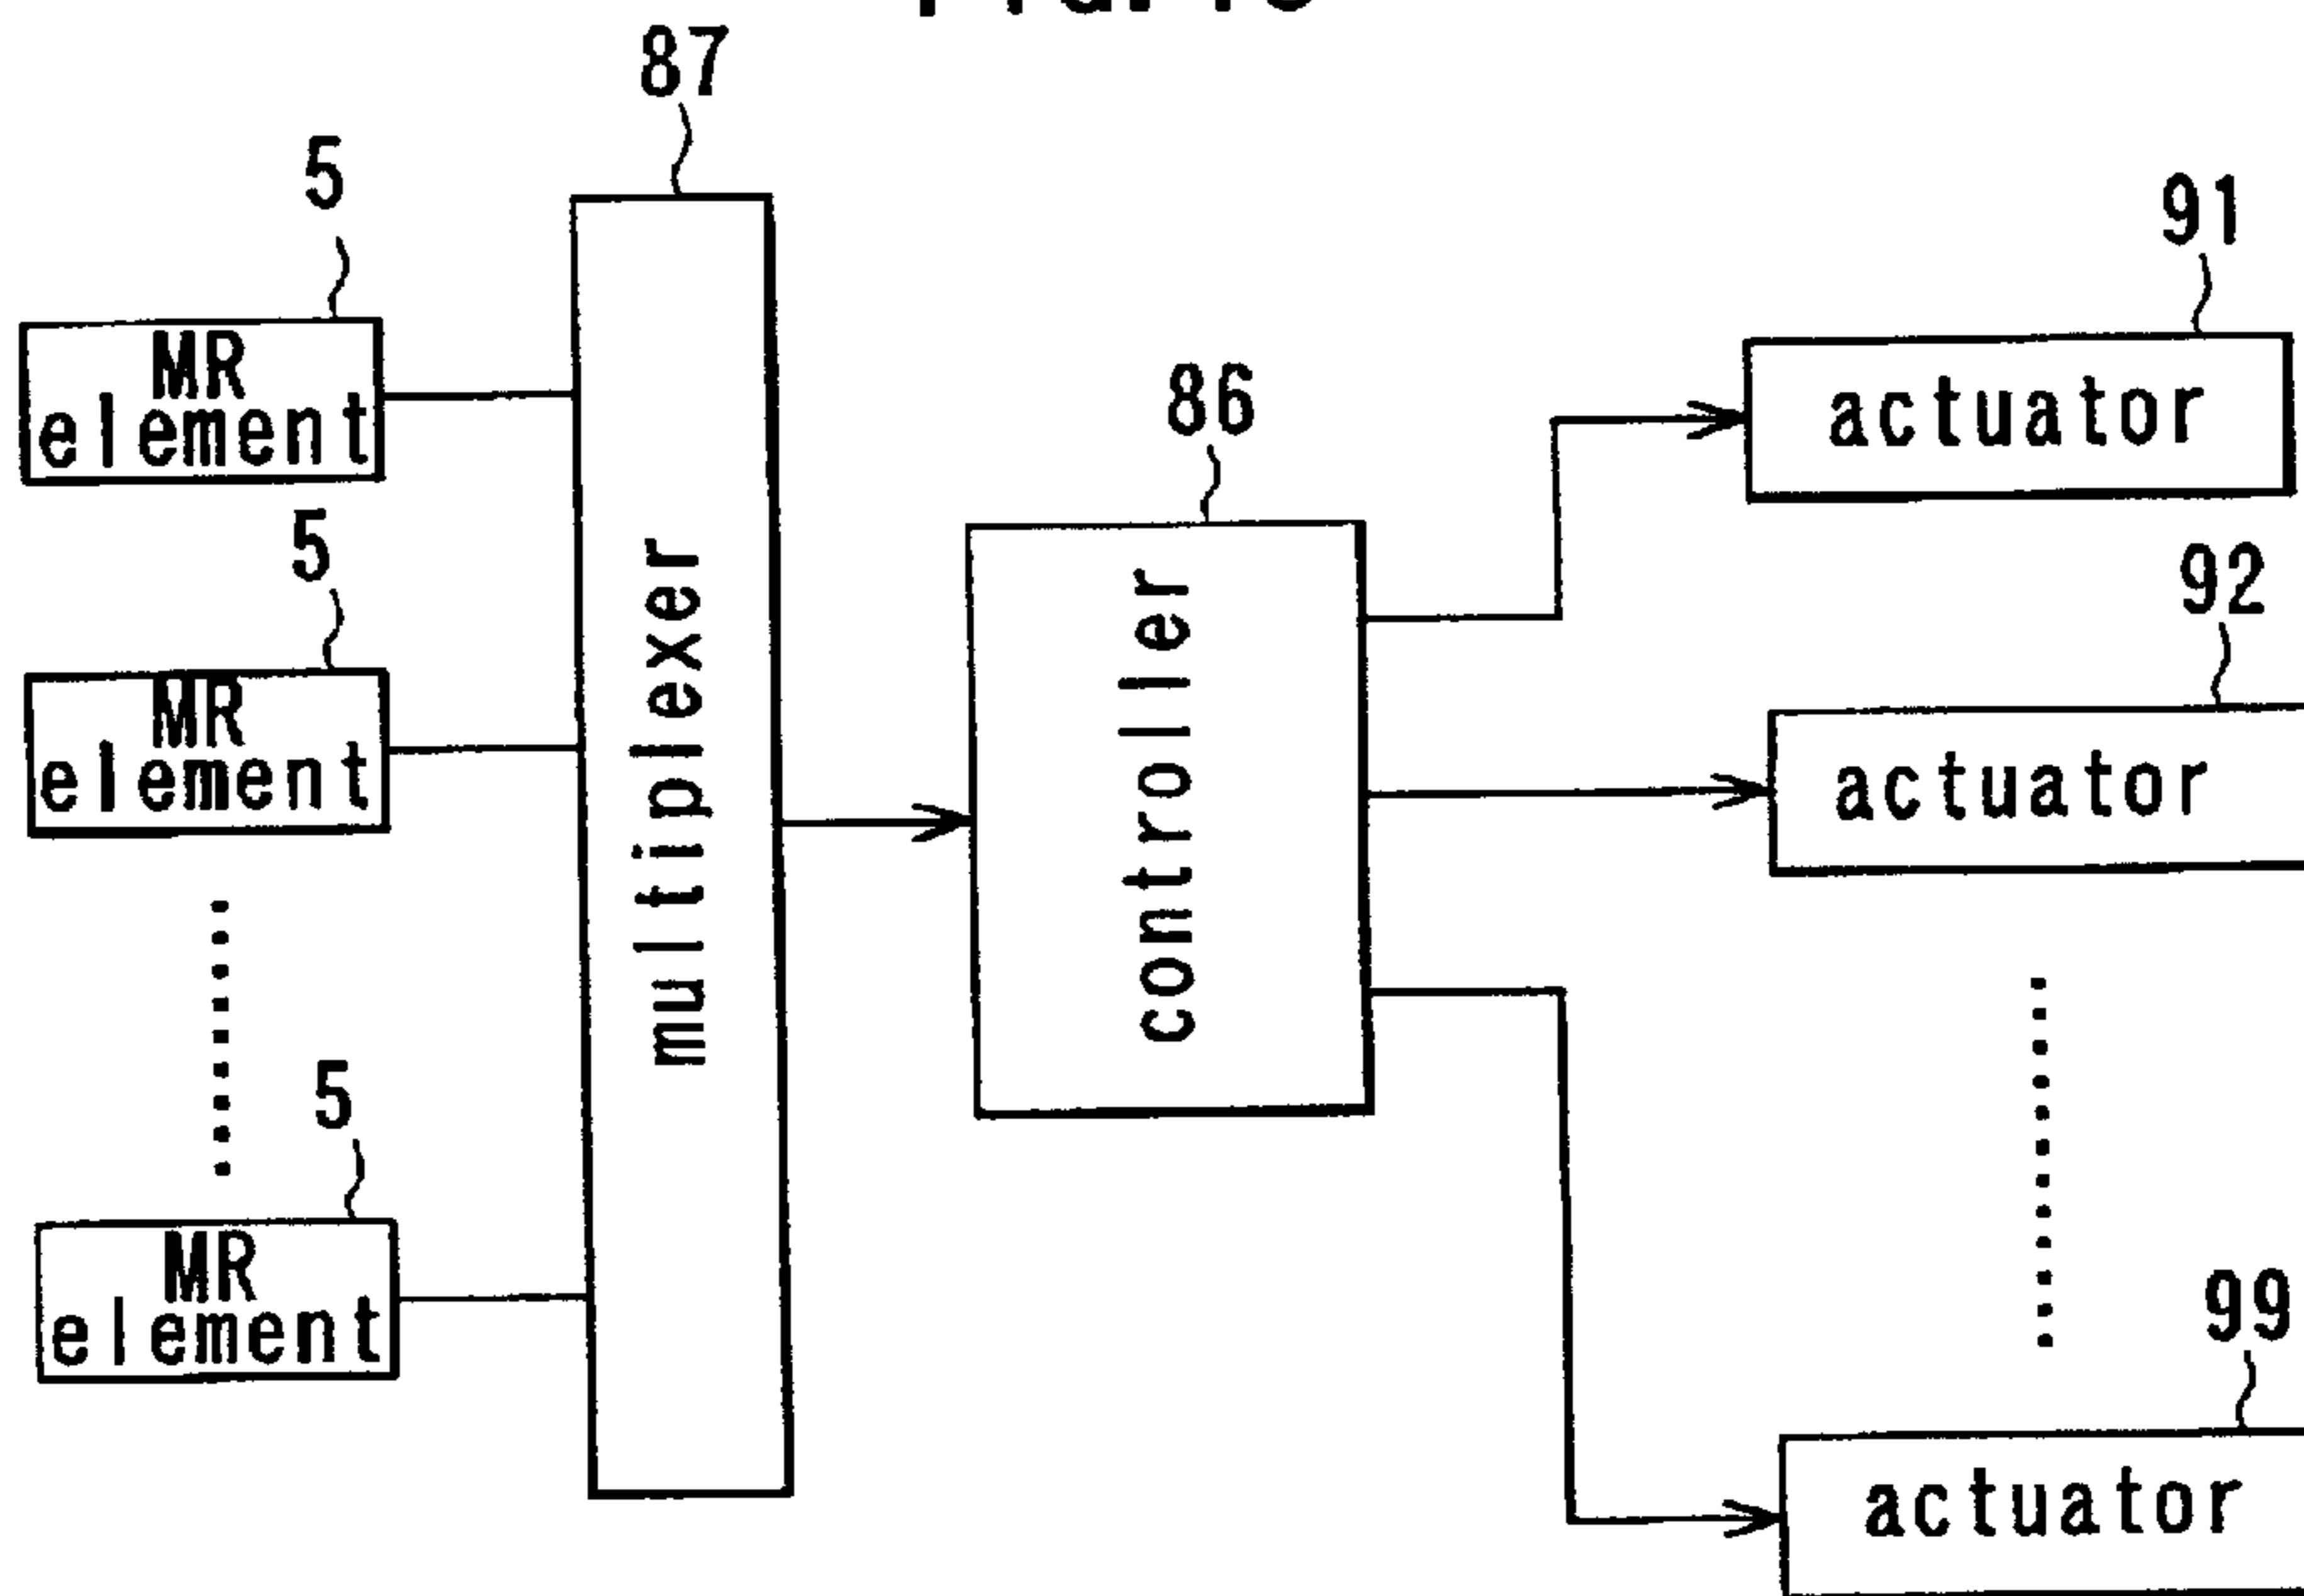 87
5
MR
element
5
MR
element
5
MR
element
multiplexer
86
controller
91
actuator
92
actuator
99
actuator